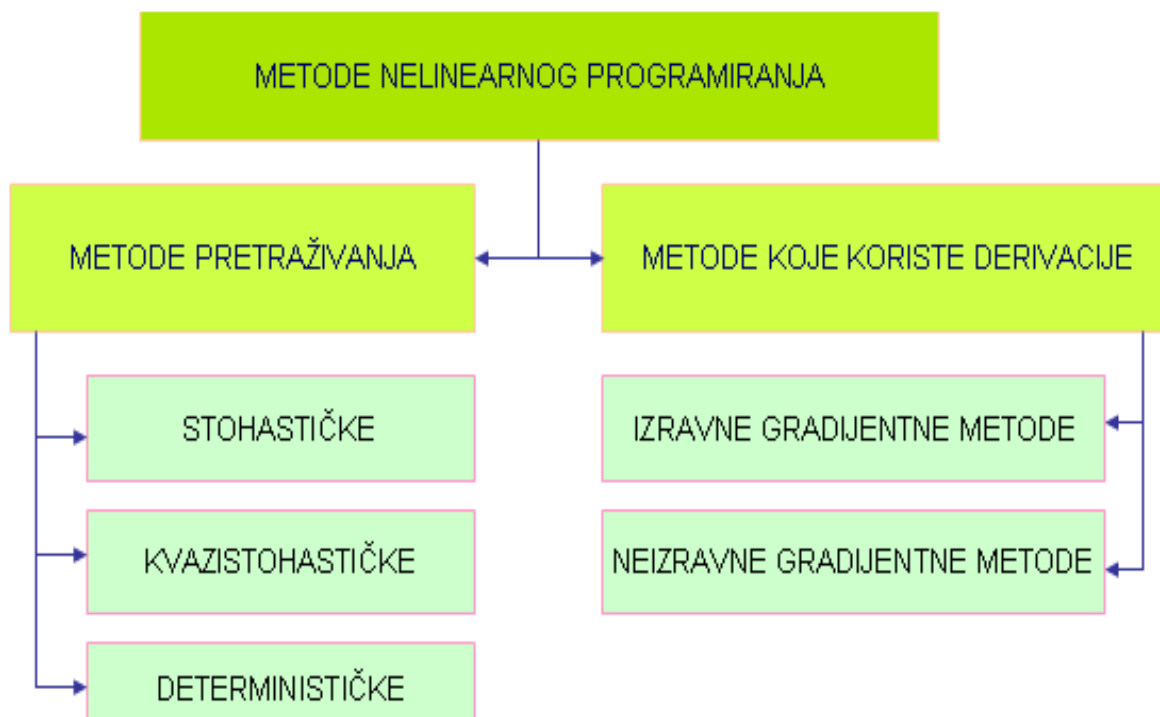 METODE NELINEARNOG PROGRAMIRANJA
METODE PRETRAŽIVANJA
METODE KOJE KORISTE DERIVACIJE
STOHASTIČKE
IZRAVNE GRADIJENTNE METODE
KVAZISTOHASTIČKE
NEIZRAVNE GRADIJENTNE METODE
DETERMINISTIČKE